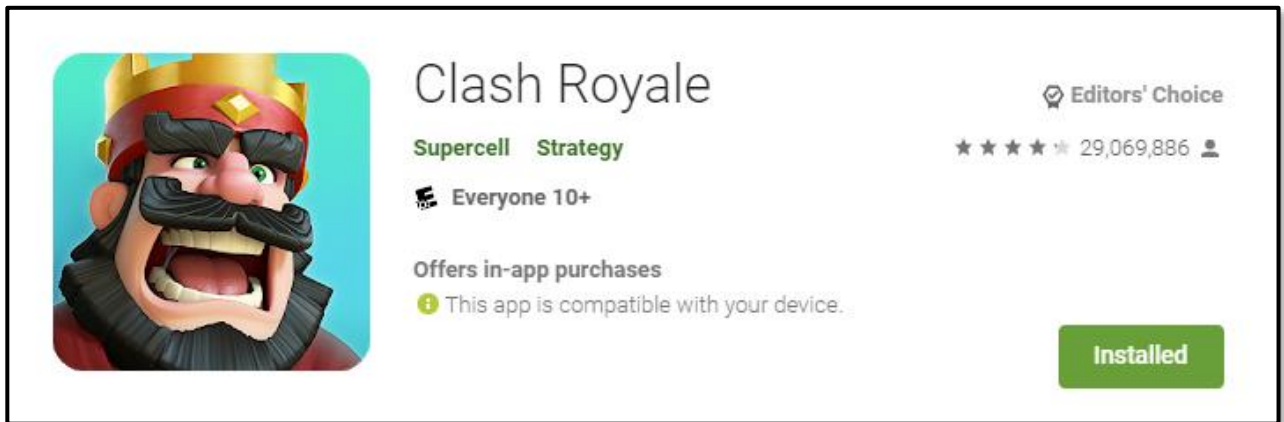 Clash Royale
Editors' Choice
Supercell Strategy
29,069,886
Everyone 10+
Offers in-app purchases
This app is compatible with your device.
Installed